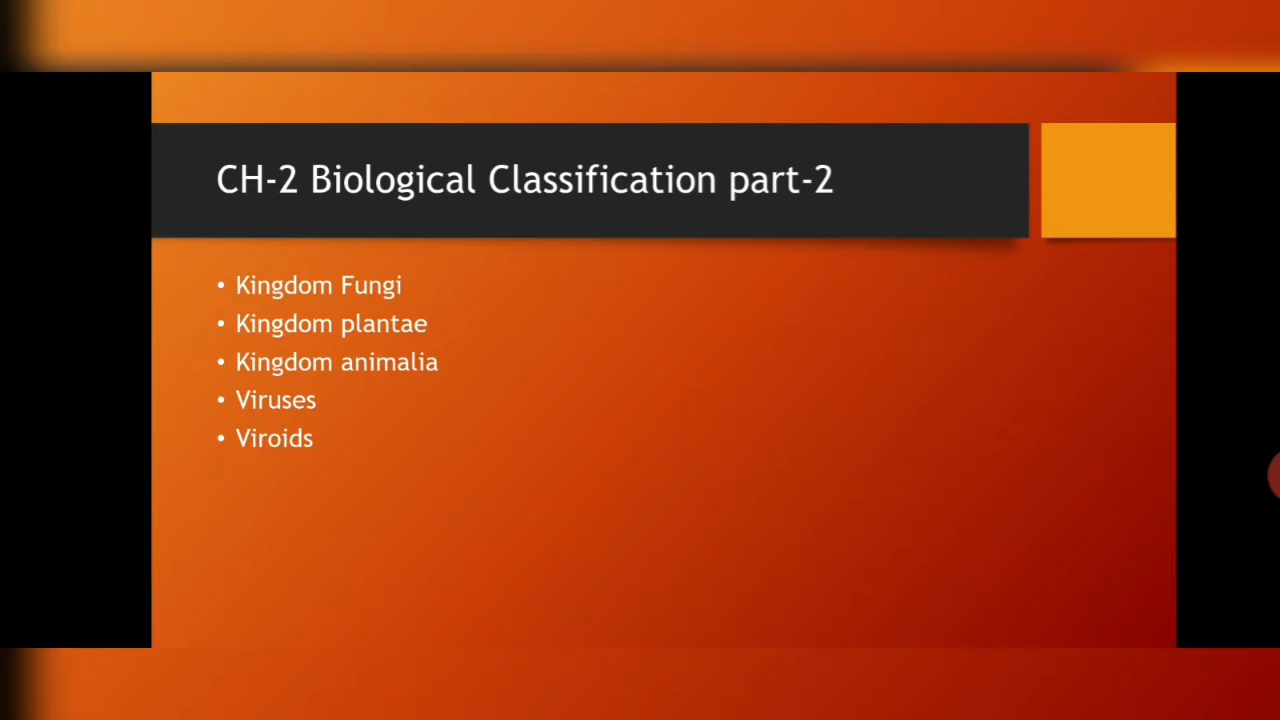 CH-2 Biological Classification part-2
• Kingdom Fungi
• Kingdom plantae
• Kingdom animalia
• Viruses
• Viroids